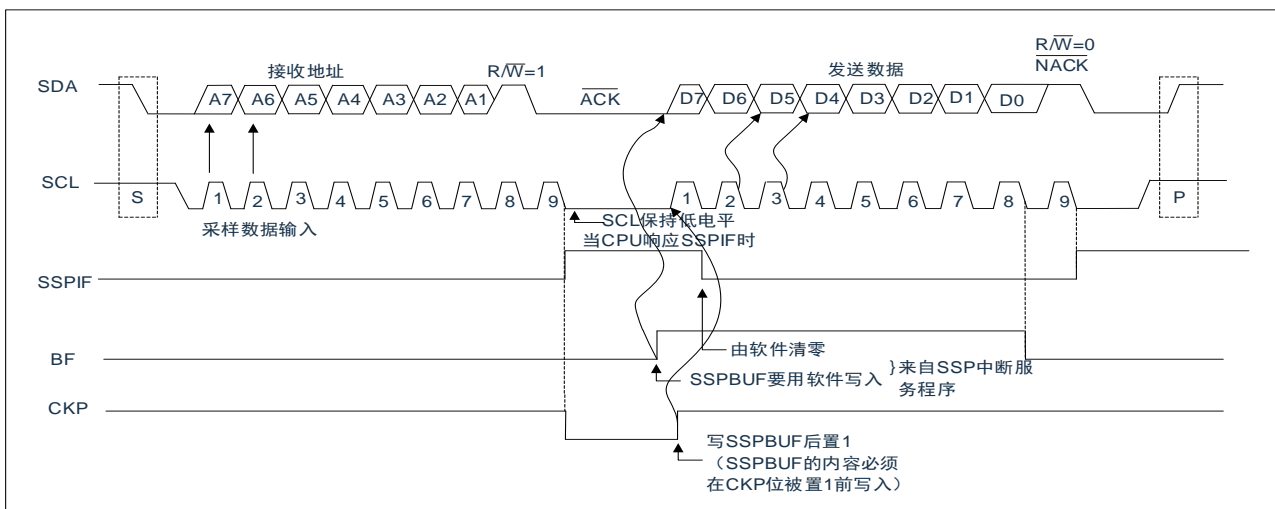 R/W=0
NACK
SDA
接收地址
R/W=1
发送数据
A7 A6 A5 A4 A3 A2 A1
ACK
D7 D6 D5 D4 D3 D2 D1 D0
SCL
S
1 2 3 4 5 6 7 8 9
1 2 3 4 5 6 7 8 9
P
采样数据输入
SCL保持低电平
当CPU响应SSPIF时
SSPIF
由软件清零
BF
SSPBUF要用软件写入
}来自SSP中断服
务程序
CKP
写SSPBUF后置1
（SSPBUF的内容必须
在CKP位被置1前写入）